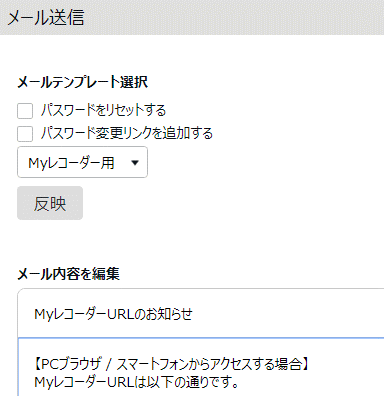 メール送信
メールテンプレート選択
パスワードをリセットする
パスワード変更リンクを追加する
Myレコーダー用
反映
メール内容を編集
MyレコーダーURLのお知らせ
【PCブラウザ / スマートフォンからアクセスする場合】
MyレコーダーURLは以下の通りです。